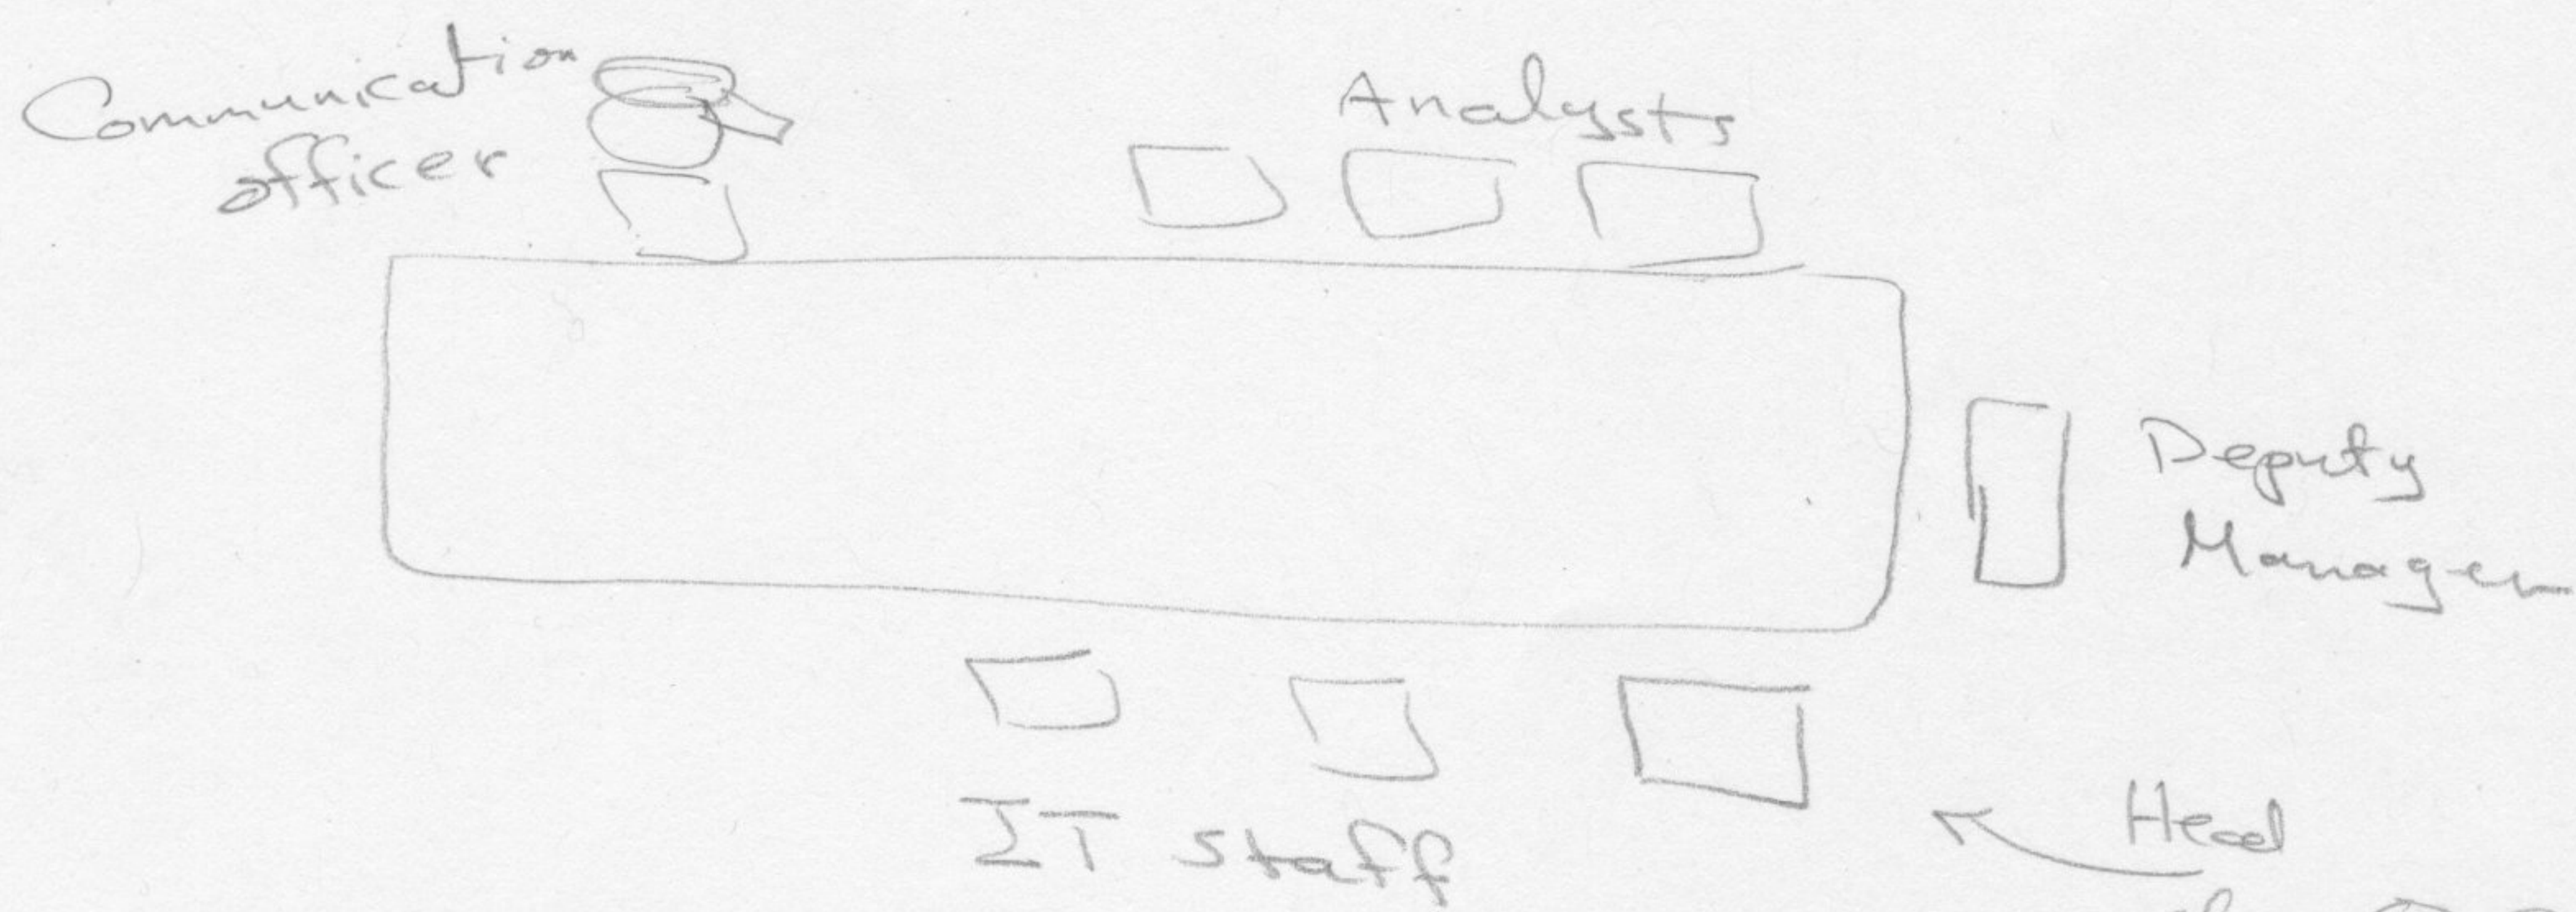 Communication
officer
Analysts
Deputy
Manager
IT staff
Head